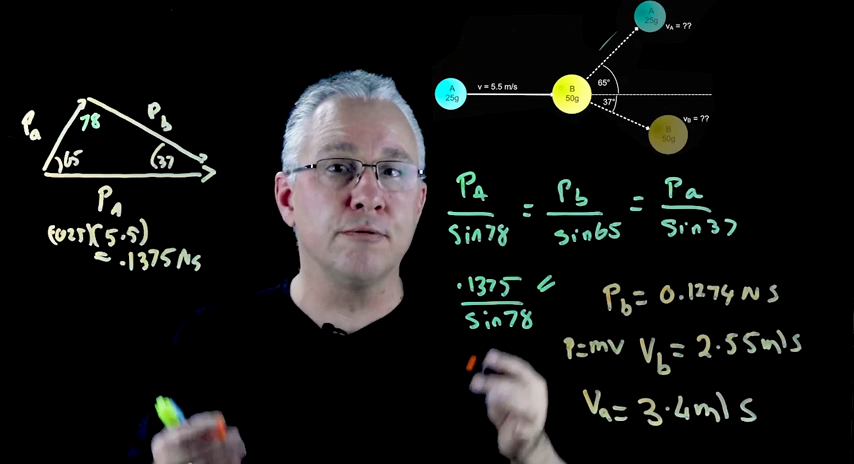 A
25g
vA = ??
v = 5.5 m/s
A
25g
B
50g
65°
37°
B
50g
vB = ??
Pa
Pb
78
65
37
PA
(.025)(5.5)
= .1375 Ns
PA/sin78 = Pb/sin65 = Pa/sin37
.1375/sin78 =
Pb = 0.1274 NS
P=mv Vb = 2.55m/s
Va = 3.4m/s